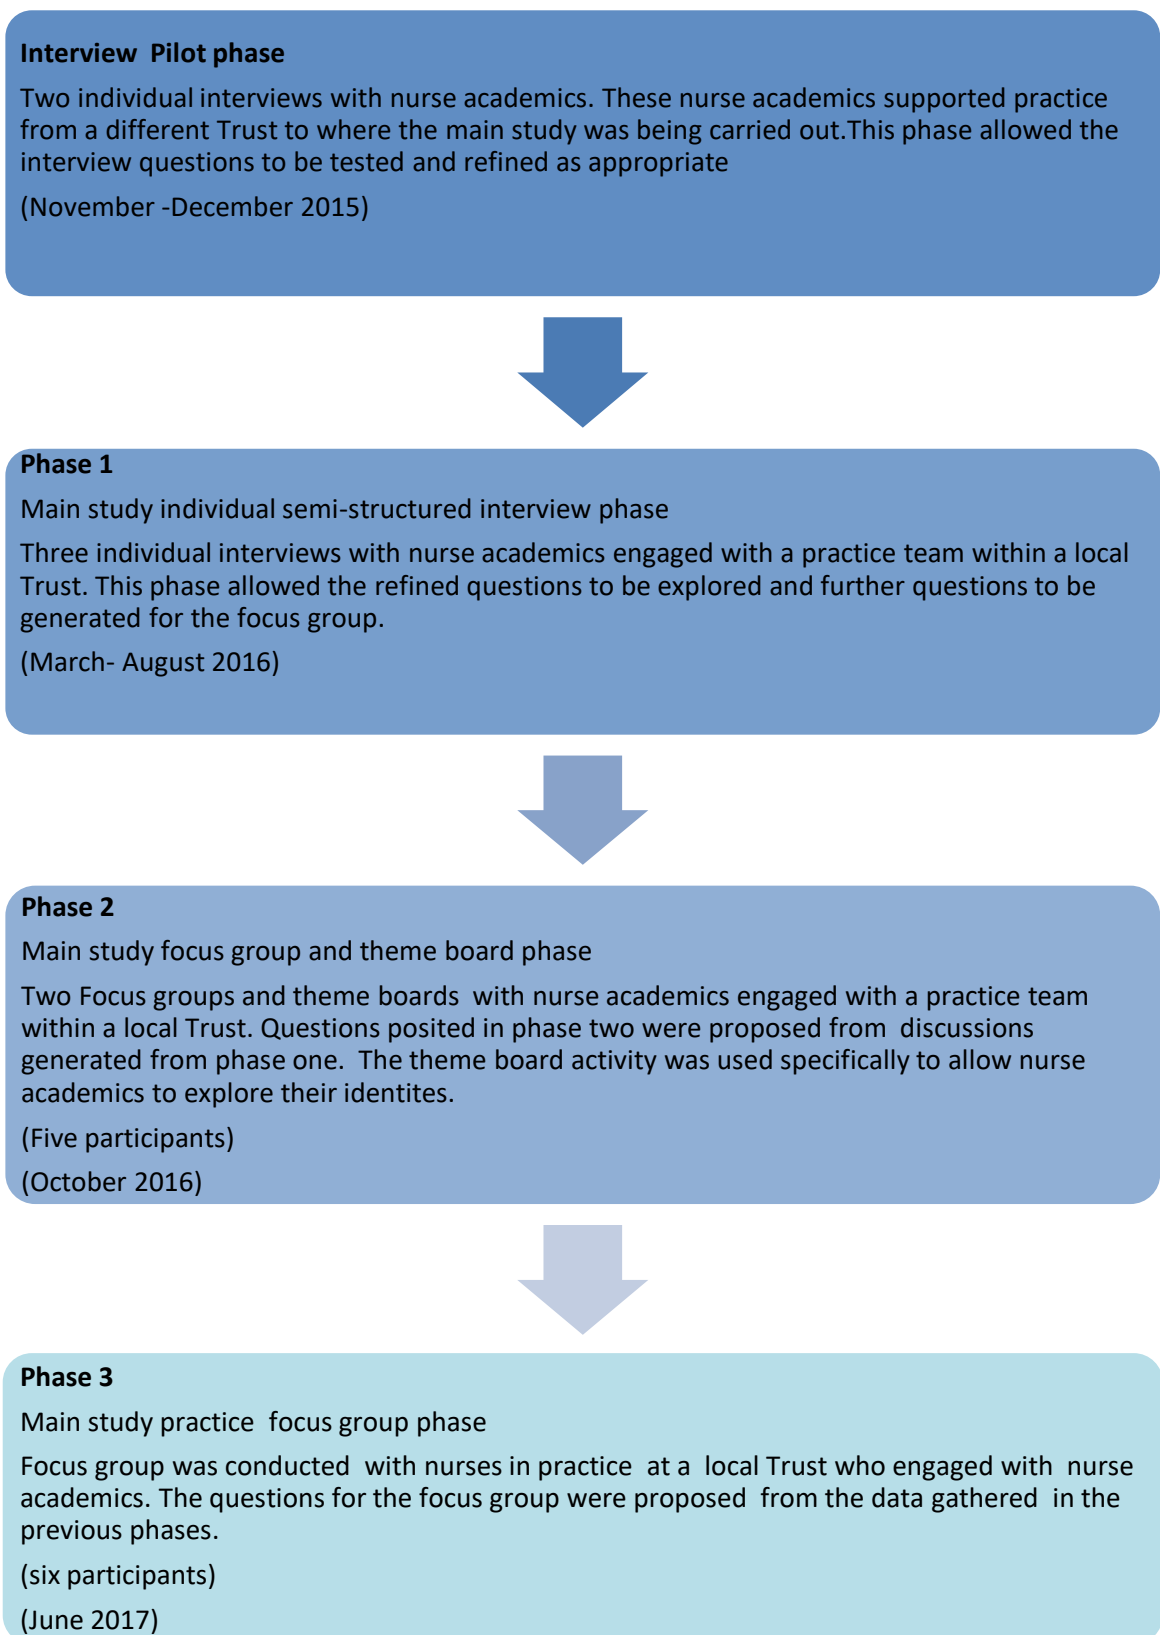 Interview  Pilot phase
Two individual interviews with nurse academics. These nurse academics supported practice
from a different Trust to where the main study was being carried out.This phase allowed the
interview questions to be tested and refined as appropriate
(November -December 2015)
Phase 1
Main study individual semi-structured interview phase
Three individual interviews with nurse academics engaged with a practice team within a local
Trust. This phase allowed the refined questions to be explored and further questions to be
generated for the focus group.
(March- August 2016)
Phase 2
Main study focus group and theme board phase
Two Focus groups and theme boards  with nurse academics engaged with a practice team
within a local Trust. Questions posited in phase two were proposed from  discussions
generated from phase one.  The theme board activity was used specifically to allow nurse
academics to explore their identites.
(Five participants)
(October 2016)
Phase 3
Main study practice  focus group phase
Focus group was conducted  with nurses in practice  at a  local Trust who engaged with  nurse
academics. The questions for the focus group were proposed  from the data gathered  in the
previous phases.
(six participants)
(June 2017)